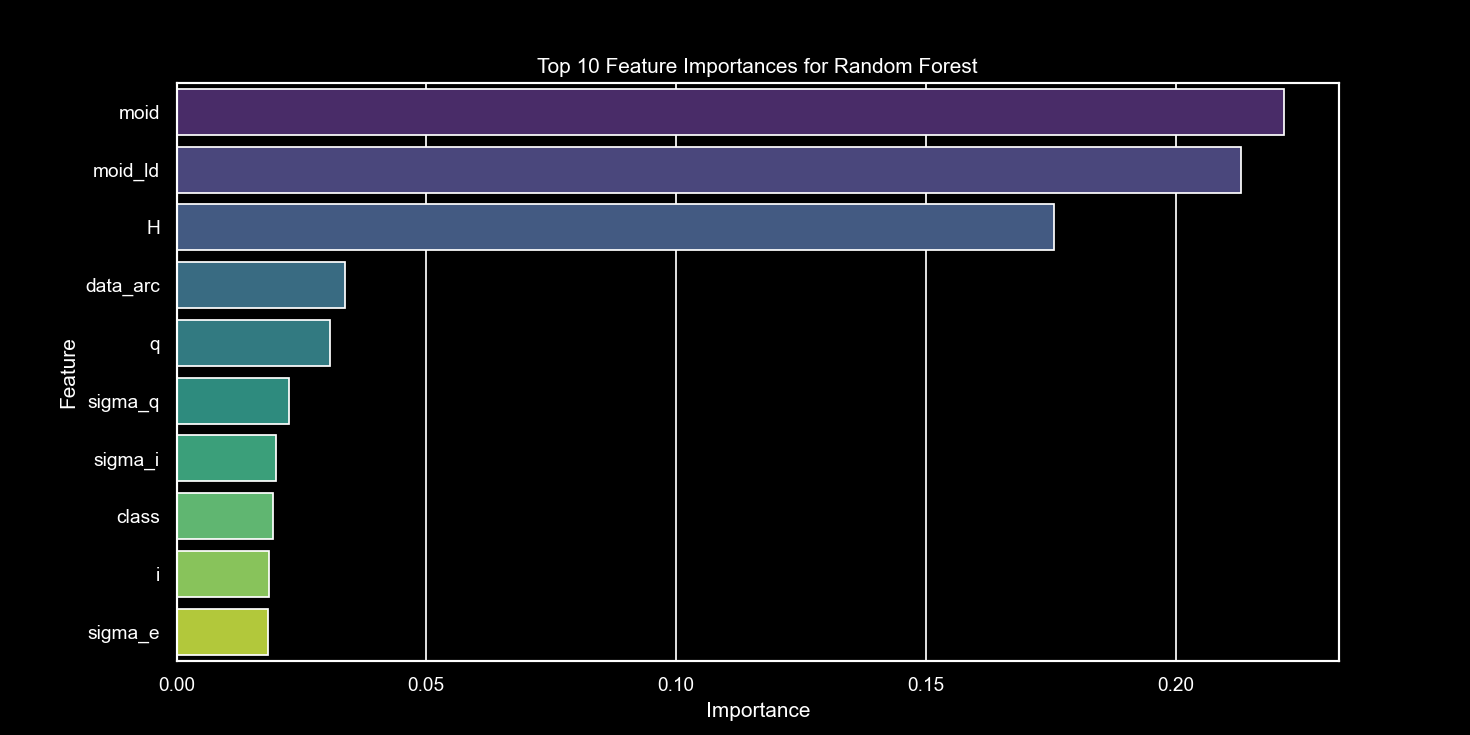 Top 10 Feature Importances for Random Forest
Feature
moid
moid_ld
H
data_arc
q
sigma_q
sigma_i
class
i
sigma_e
0.00 0.05 0.10 0.15 0.20
Importance